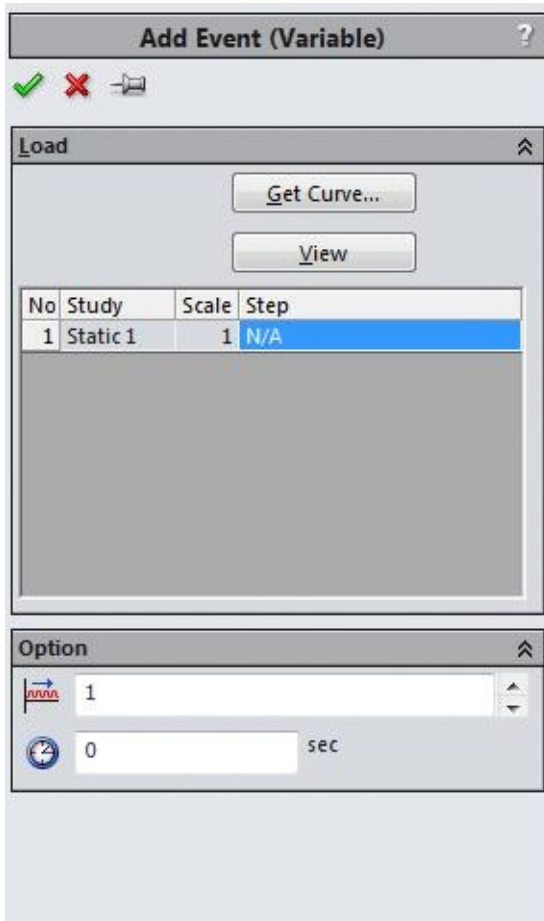 Add Event (Variable) ?
Load
Get Curve...
View
No Study Scale Step
1 Static 1 1 N/A
Option
1
0 sec